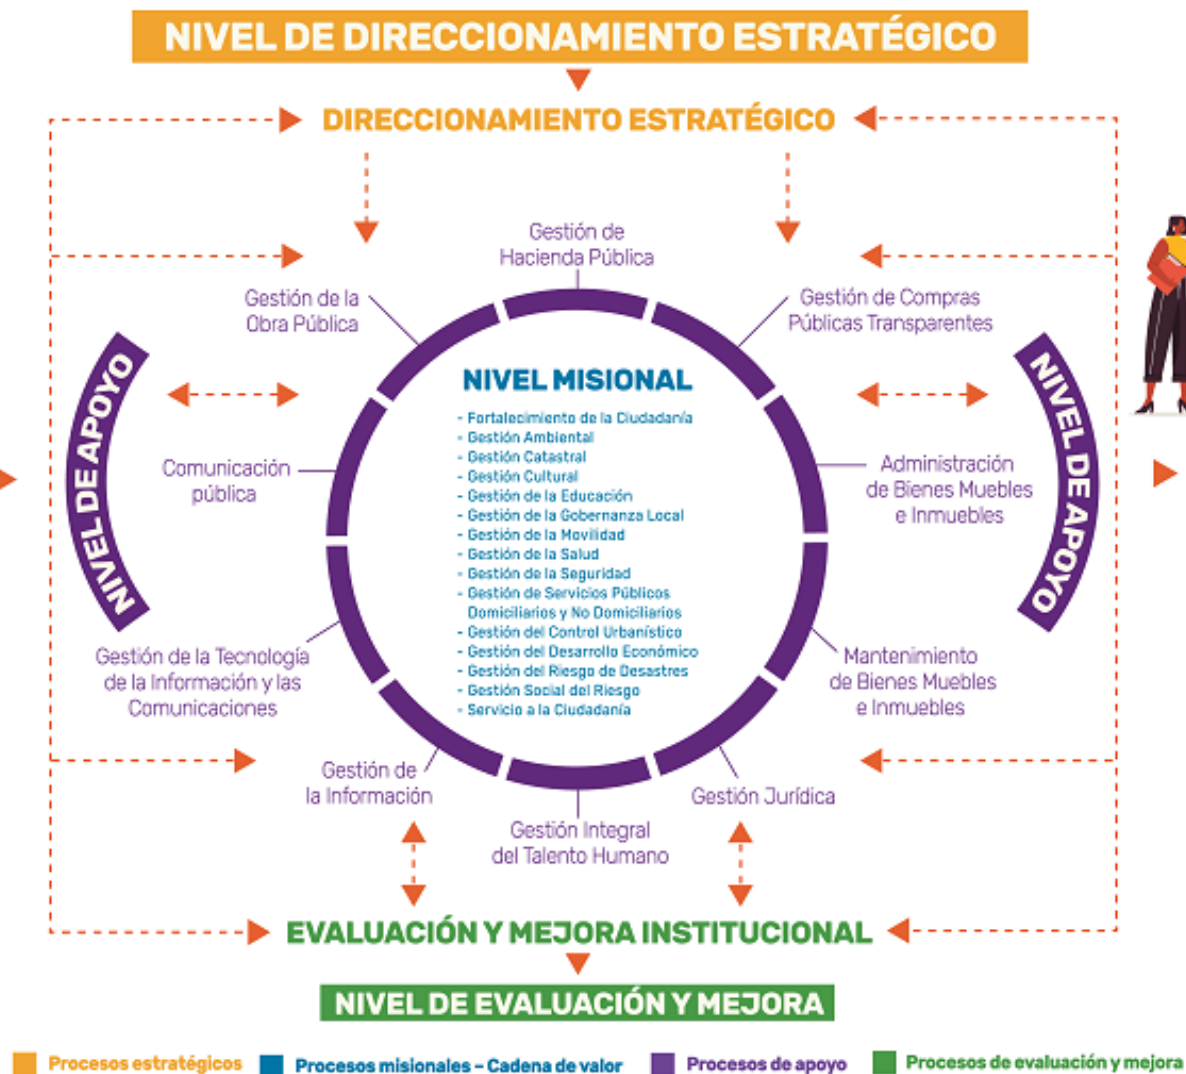 NIVEL DE DIRECCIONAMIENTO ESTRATÉGICO
DIRECCIONAMIENTO ESTRATÉGICO
Gestión de
Hacienda Pública
Gestión de la
Obra Pública
Gestión de Compras
Públicas Transparentes
NIVEL DE APOYO
NIVEL MISIONAL
- Fortalecimiento de la Ciudadanía
- Gestión Ambiental
- Gestión Catastral
- Gestión Cultural
- Gestión de la Educación
- Gestión de la Gobernanza Local
- Gestión de la Movilidad
- Gestión de la Salud
- Gestión de la Seguridad
- Gestión de Servicios Públicos
Domiciliarios y No Domiciliarios
- Gestión del Control Urbanístico
- Gestión del Desarrollo Económico
- Gestión del Riesgo de Desastres
- Gestión Social del Riesgo
- Servicio a la Ciudadanía
NIVEL DE APOYO
Comunicación
pública
Administración
de Bienes Muebles
e Inmuebles
Gestión de la Tecnología
de la Información y las
Comunicaciones
Mantenimiento
de Bienes Muebles
e Inmuebles
Gestión de
la Información
Gestión Jurídica
Gestión Integral
del Talento Humano
EVALUACIÓN Y MEJORA INSTITUCIONAL
NIVEL DE EVALUACIÓN Y MEJORA
Procesos estratégicos
Procesos misionales – Cadena de valor
Procesos de apoyo
Procesos de evaluación y mejora